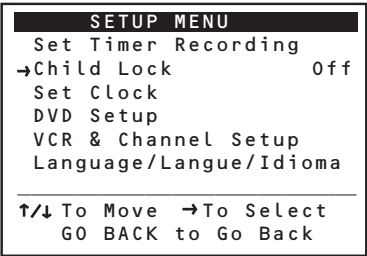 SETUP MENU
Set Timer Recording
→Child Lock Off
Set Clock
DVD Setup
VCR & Channel Setup
Language/Langue/Idioma
↑/↓ To Move →To Select
GO BACK to Go Back